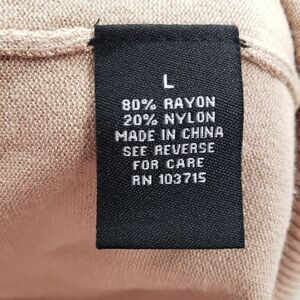 L
80% RAYON
20% NYLON
MADE IN CHINA
SEE REVERSE
FOR CARE
RN 103715